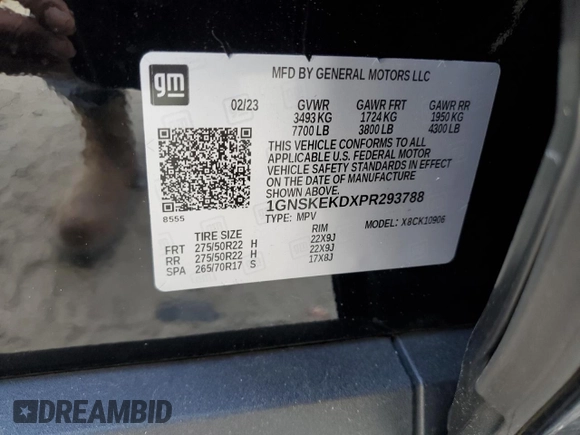 gm
MFD BY GENERAL MOTORS LLC
02/23 GVWR GAWR FRT GAWR RR
3493 KG 1724 KG 1950 KG
7700 LB 3800 LB 4300 LB
THIS VEHICLE CONFORMS TO ALL
APPLICABLE U.S. FEDERAL MOTOR
VEHICLE SAFETY STANDARDS IN EFFECT
ON THE DATE OF MANUFACTURE
SHOWN ABOVE.
1GNSKEKDXPR293788
8555
TYPE: MPV MODEL: X8CK10906
TIRE SIZE RIM
FRT 275/50R22 H 22X9J
RR 275/50R22 H 22X9J
SPA 265/70R17 S 17X8J
DREAMBID